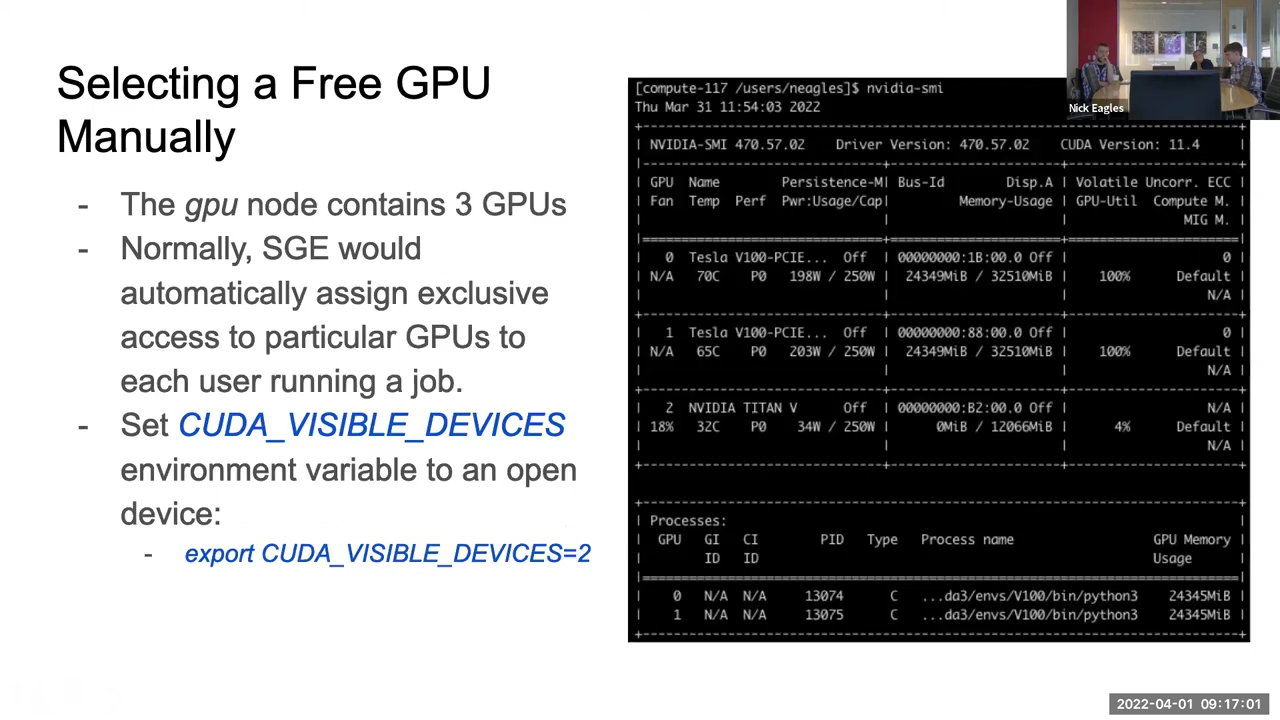 Selecting a Free GPU
Manually
- The gpu node contains 3 GPUs
- Normally, SGE would
automatically assign exclusive
access to particular GPUs to
each user running a job.
- Set CUDA_VISIBLE_DEVICES
environment variable to an open
device:
- export CUDA_VISIBLE_DEVICES=2
[compute-117 /users/neagles]$ nvidia-smi
Thu Mar 31 11:54:03 2022
NVIDIA-SMI 470.57.02 Driver Version: 470.57.02 CUDA Version: 11.4
GPU Name Persistence-M| Bus-Id Disp.A | Volatile Uncorr. ECC
Fan Temp Perf Pwr:Usage/Cap| Memory-Usage | GPU-Util Compute M.
MIG M.
0 Tesla V100-PCIE... Off | 00000000:1B:00.0 Off | 0
N/A 70C P0 198W / 250W | 24349MiB / 32510MiB | 100% Default
N/A
1 Tesla V100-PCIE... Off | 00000000:88:00.0 Off | 0
N/A 65C P0 203W / 250W | 24349MiB / 32510MiB | 100% Default
N/A
2 NVIDIA TITAN V Off | 00000000:B2:00.0 Off | N/A
18% 32C P0 34W / 250W | 0MiB / 12066MiB | 4% Default
N/A
Processes:
GPU GI CI PID Type Process name GPU Memory
ID ID Usage
0 N/A N/A 13074 C ...da3/envs/V100/bin/python3 24345MiB
1 N/A N/A 13075 C ...da3/envs/V100/bin/python3 24345MiB
Nick Eagles
2022-04-01 09:17:01